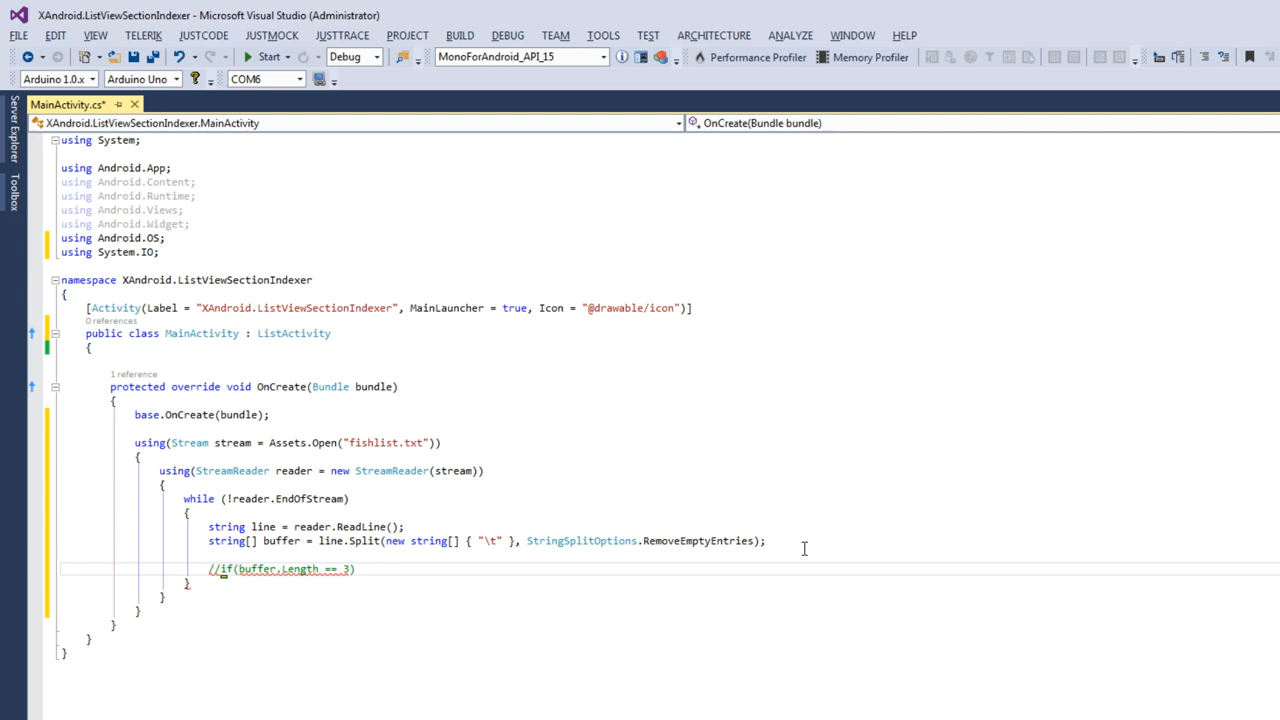 XAndroid.ListViewSectionIndexer - Microsoft Visual Studio (Administrator)
FILE EDIT VIEW TELERIK PROJECT JUSTCODE JUSTMOCK JUSTTRACE PROJECT BUILD DEBUG TEAM TOOLS TEST ARCHITECTURE ANALYZE WINDOW HELP
Start Debug MonoForAndroid_API_15 Performance Profiler Memory Profiler
Arduino 1.0.x Arduino Uno ? COM6
Server Explorer
Toolbox
MainActivity.cs*
XAndroid.ListViewSectionIndexer.MainActivity OnCreate(Bundle bundle)
using System;
using Android.App;
using Android.Content;
using Android.Runtime;
using Android.Views;
using Android.Widget;
using Android.OS;
using System.IO;
namespace XAndroid.ListViewSectionIndexer
{
[Activity(Label = "XAndroid.ListViewSectionIndexer", MainLauncher = true, Icon = "@drawable/icon")]
0 references
public class MainActivity : ListActivity
{
1 reference
protected override void OnCreate(Bundle bundle)
{
base.OnCreate(bundle);
using(Stream stream = Assets.Open("fishlist.txt"))
{
using(StreamReader reader = new StreamReader(stream))
{
while (!reader.EndOfStream)
{
string line = reader.ReadLine();
string[] buffer = line.Split(new string[] { "\t" }, StringSplitOptions.RemoveEmptyEntries);
//if(buffer.Length == 3)
}
}
}
}
}
}